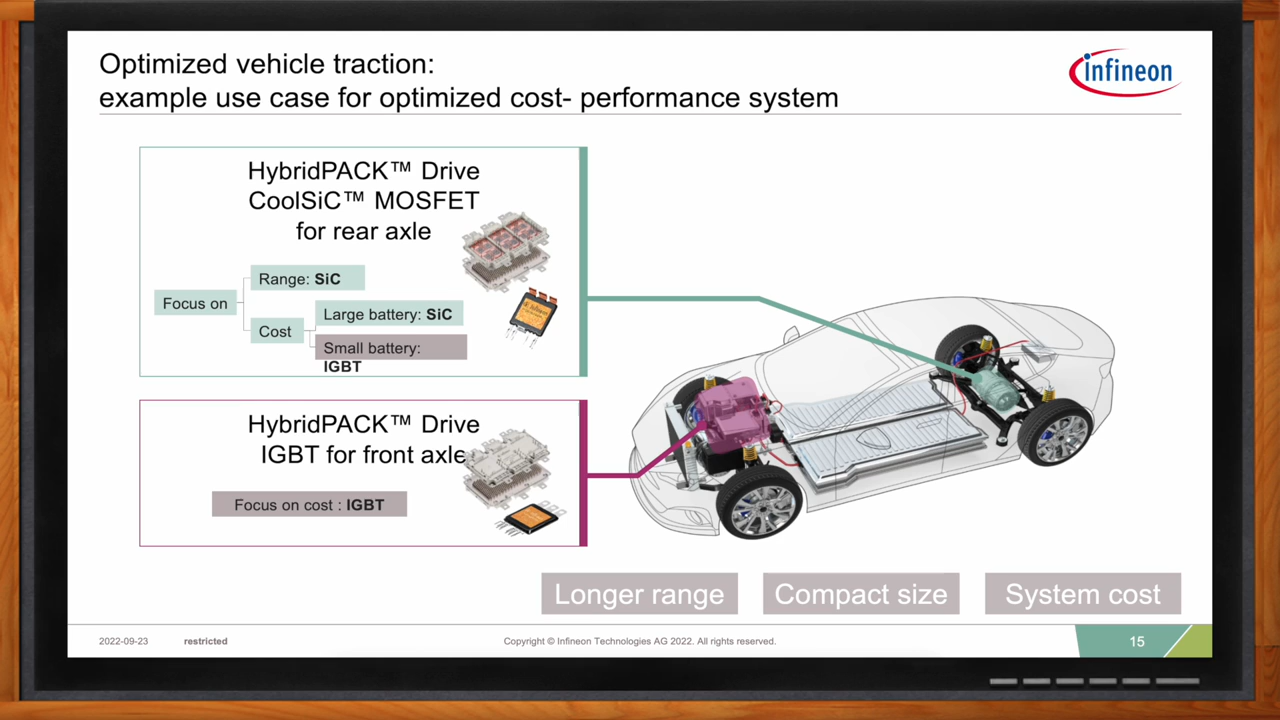 Optimized vehicle traction:
example use case for optimized cost- performance system
infineon
HybridPACK™ Drive
CoolSiC™ MOSFET
for rear axle
Focus on
Range: SiC
Cost
Large battery: SiC
Small battery:
IGBT
HybridPACK™ Drive
IGBT for front axle
Focus on cost : IGBT
Longer range
Compact size
System cost
2022-09-23
restricted
Copyright © Infineon Technologies AG 2022. All rights reserved.
15